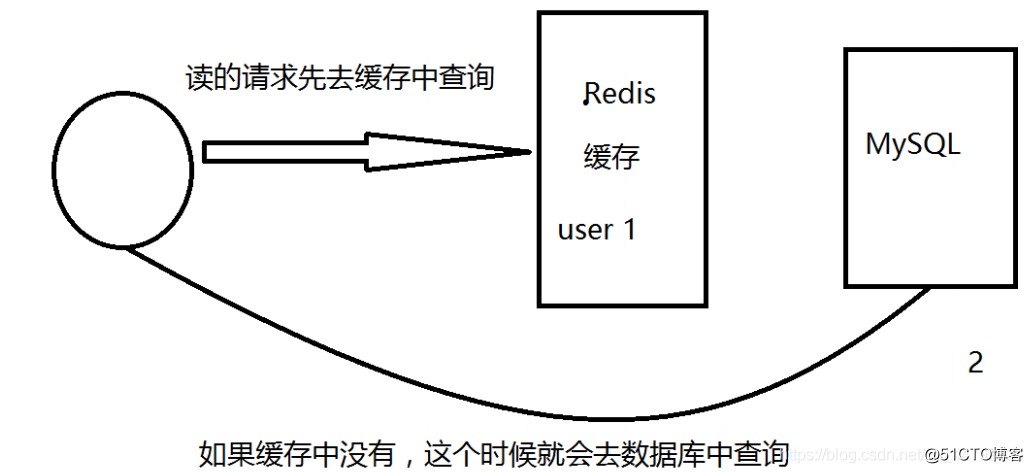 读的请求先去缓存中查询
Redis
缓存
user 1
MySQL
2
如果缓存中没有，这个时候就会去数据库中查询
https://blog.csdn.net/
@51CTO博客